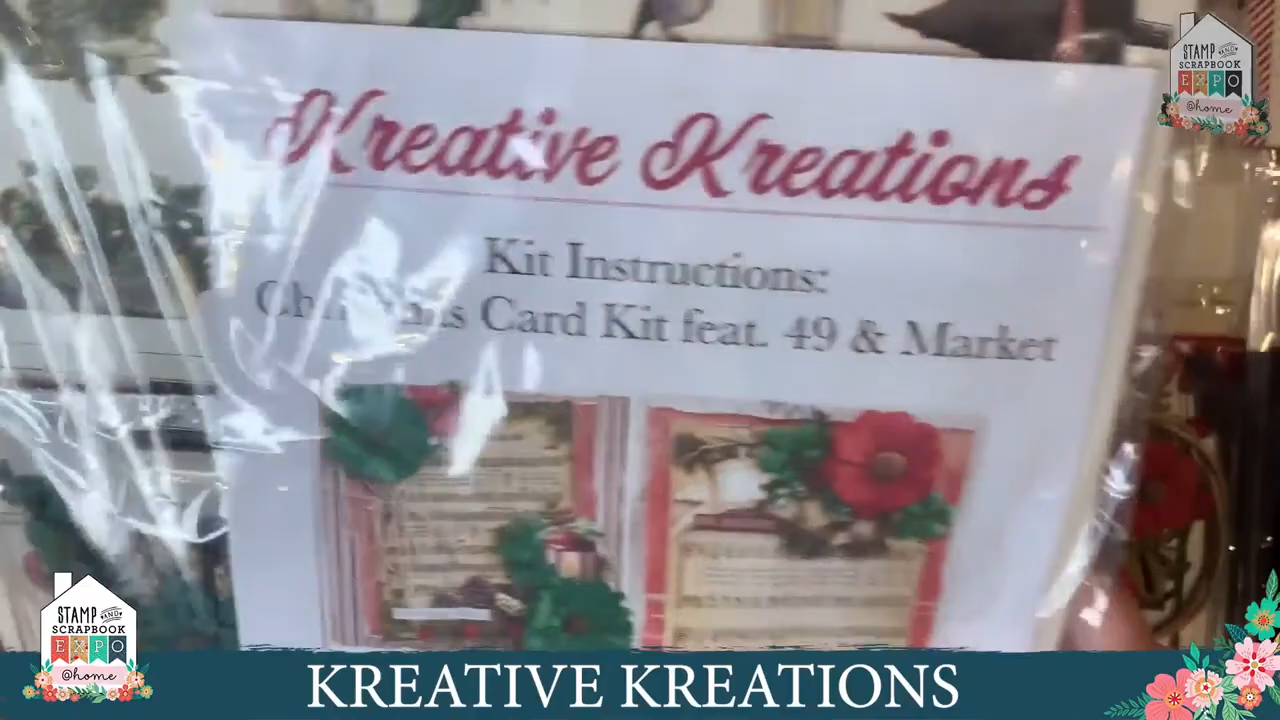 STAMP AND
SCRAPBOOK
EXPO
@home
Kreative Kreations
Kit Instructions:
Christmas Card Kit feat. 49 & Market
STAMP AND
SCRAPBOOK
EXPO
@home
KREATIVE KREATIONS